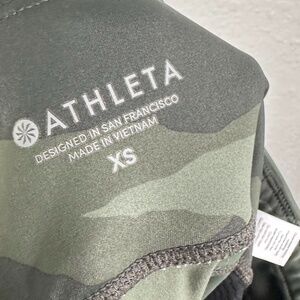 ATHLETA
DESIGNED IN SAN FRANCISCO
MADE IN VIETNAM
XS